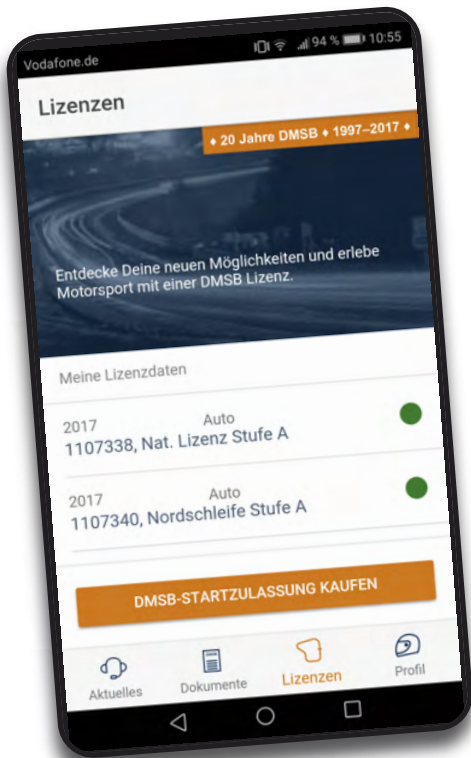 Vodafone.de 94 % 10:55
Lizenzen
♦ 20 Jahre DMSB ♦ 1997–2017 ♦
Entdecke Deine neuen Möglichkeiten und erlebe
Motorsport mit einer DMSB Lizenz.
Meine Lizenzdaten
2017 Auto
1107338, Nat. Lizenz Stufe A
2017 Auto
1107340, Nordschleife Stufe A
DMSB-STARTZULASSUNG KAUFEN
Aktuelles Dokumente Lizenzen Profil